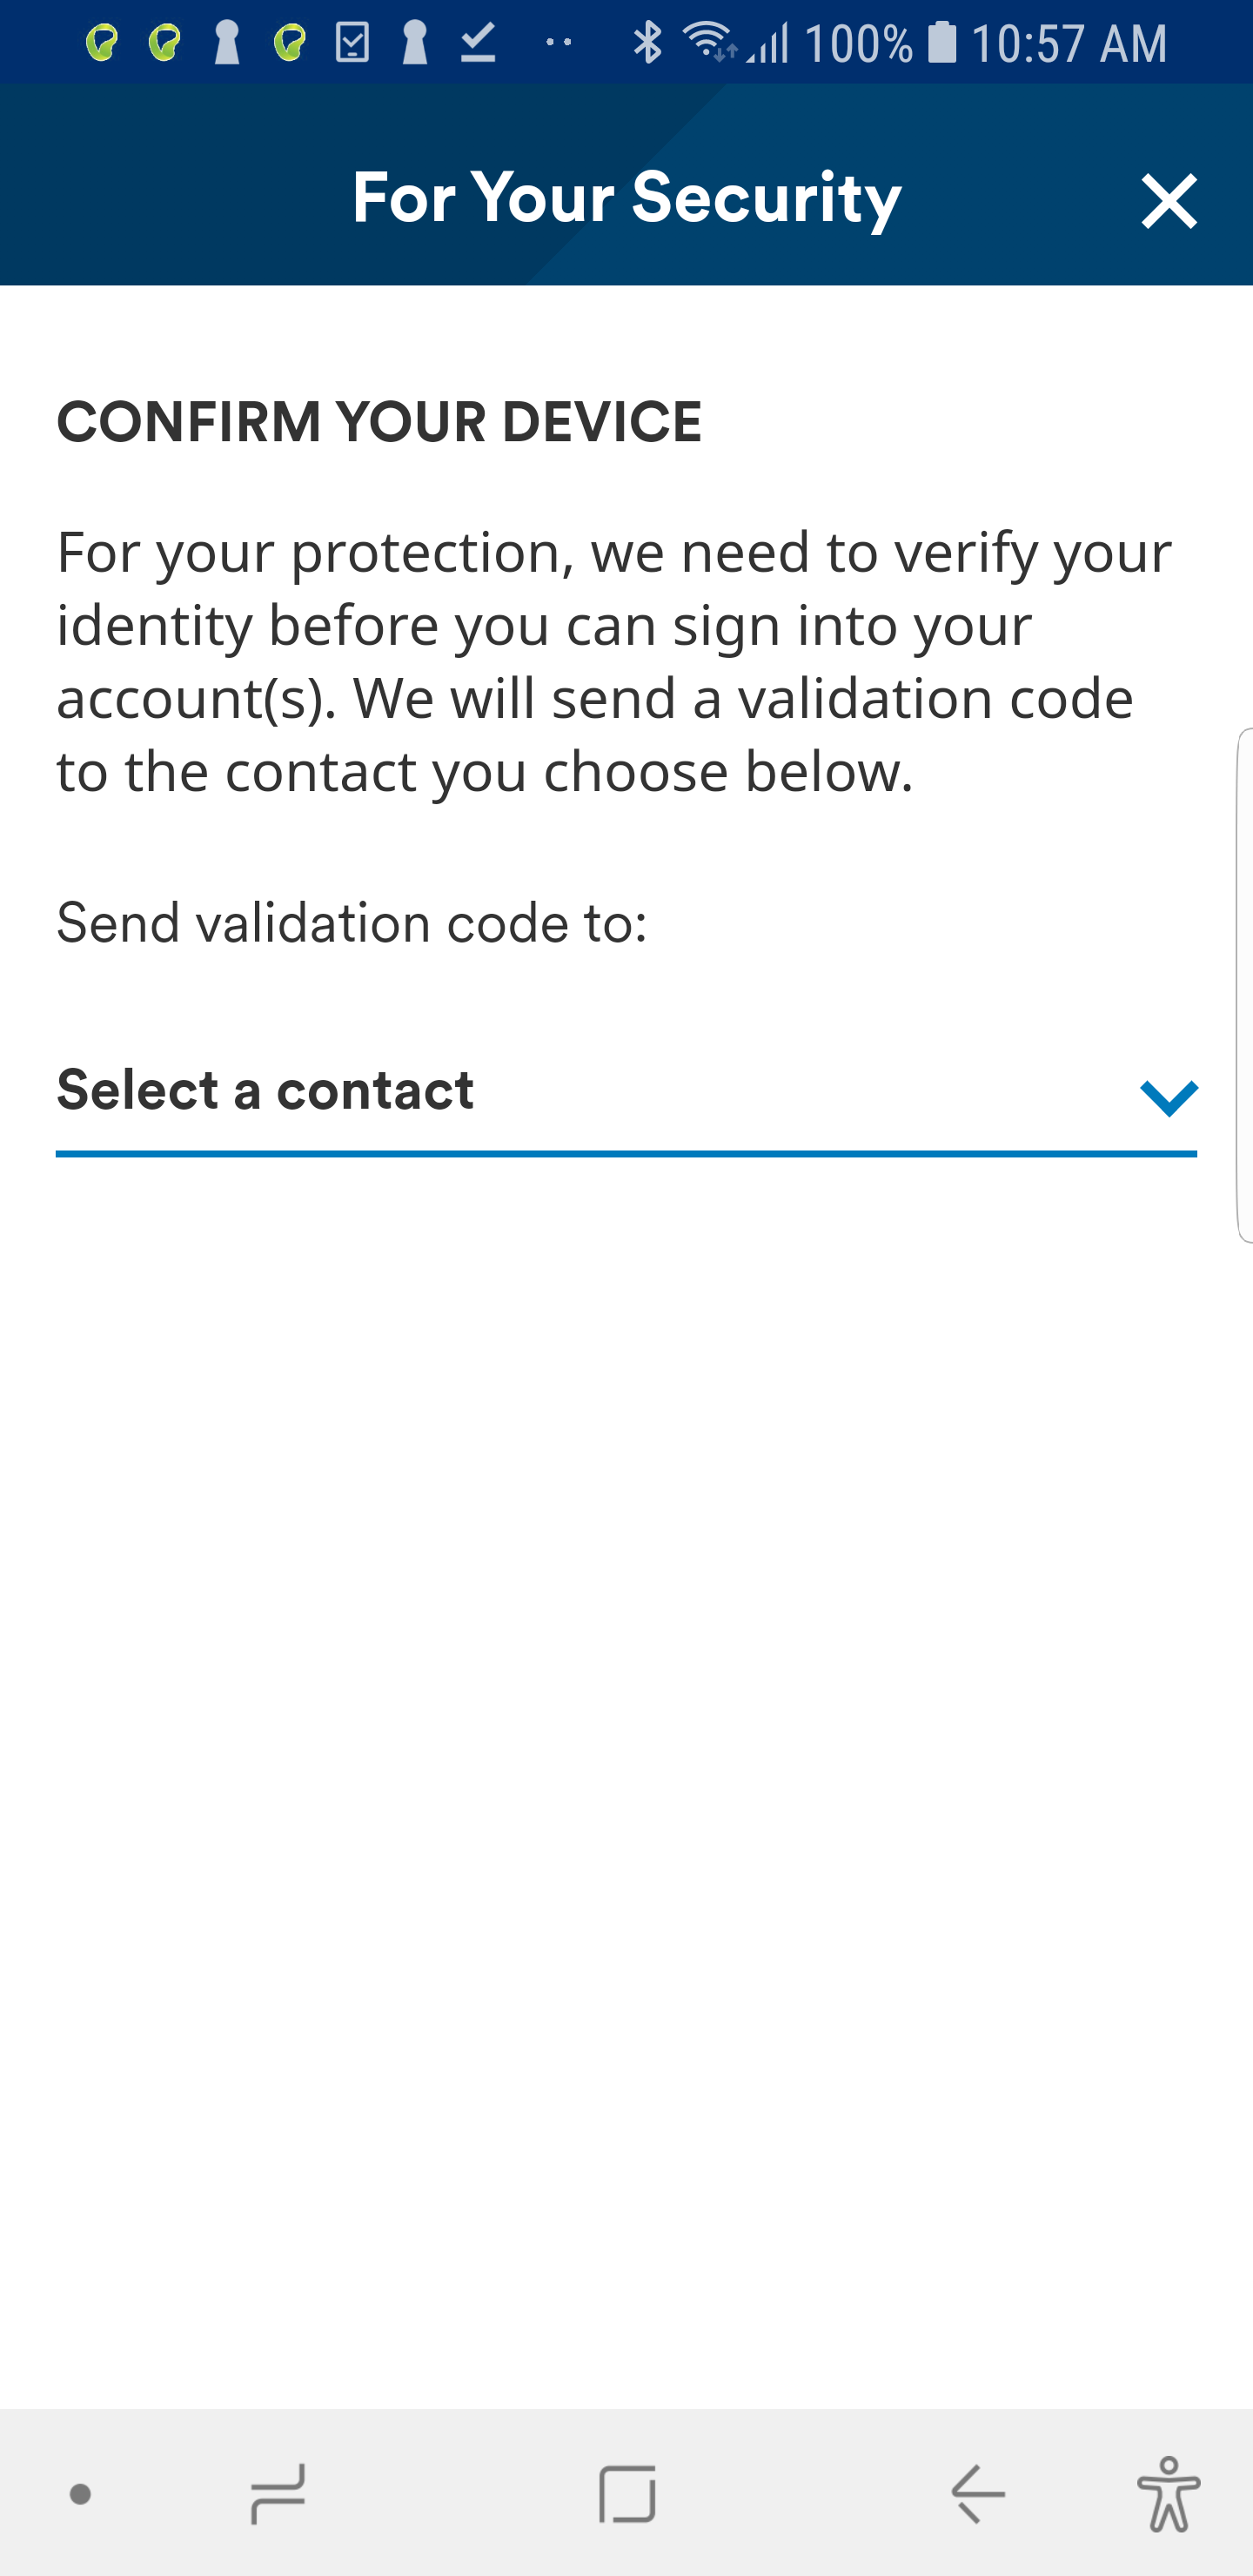 100% 10:57 AM
For Your Security
CONFIRM YOUR DEVICE
For your protection, we need to verify your
identity before you can sign into your
account(s). We will send a validation code
to the contact you choose below.
Send validation code to:
Select a contact